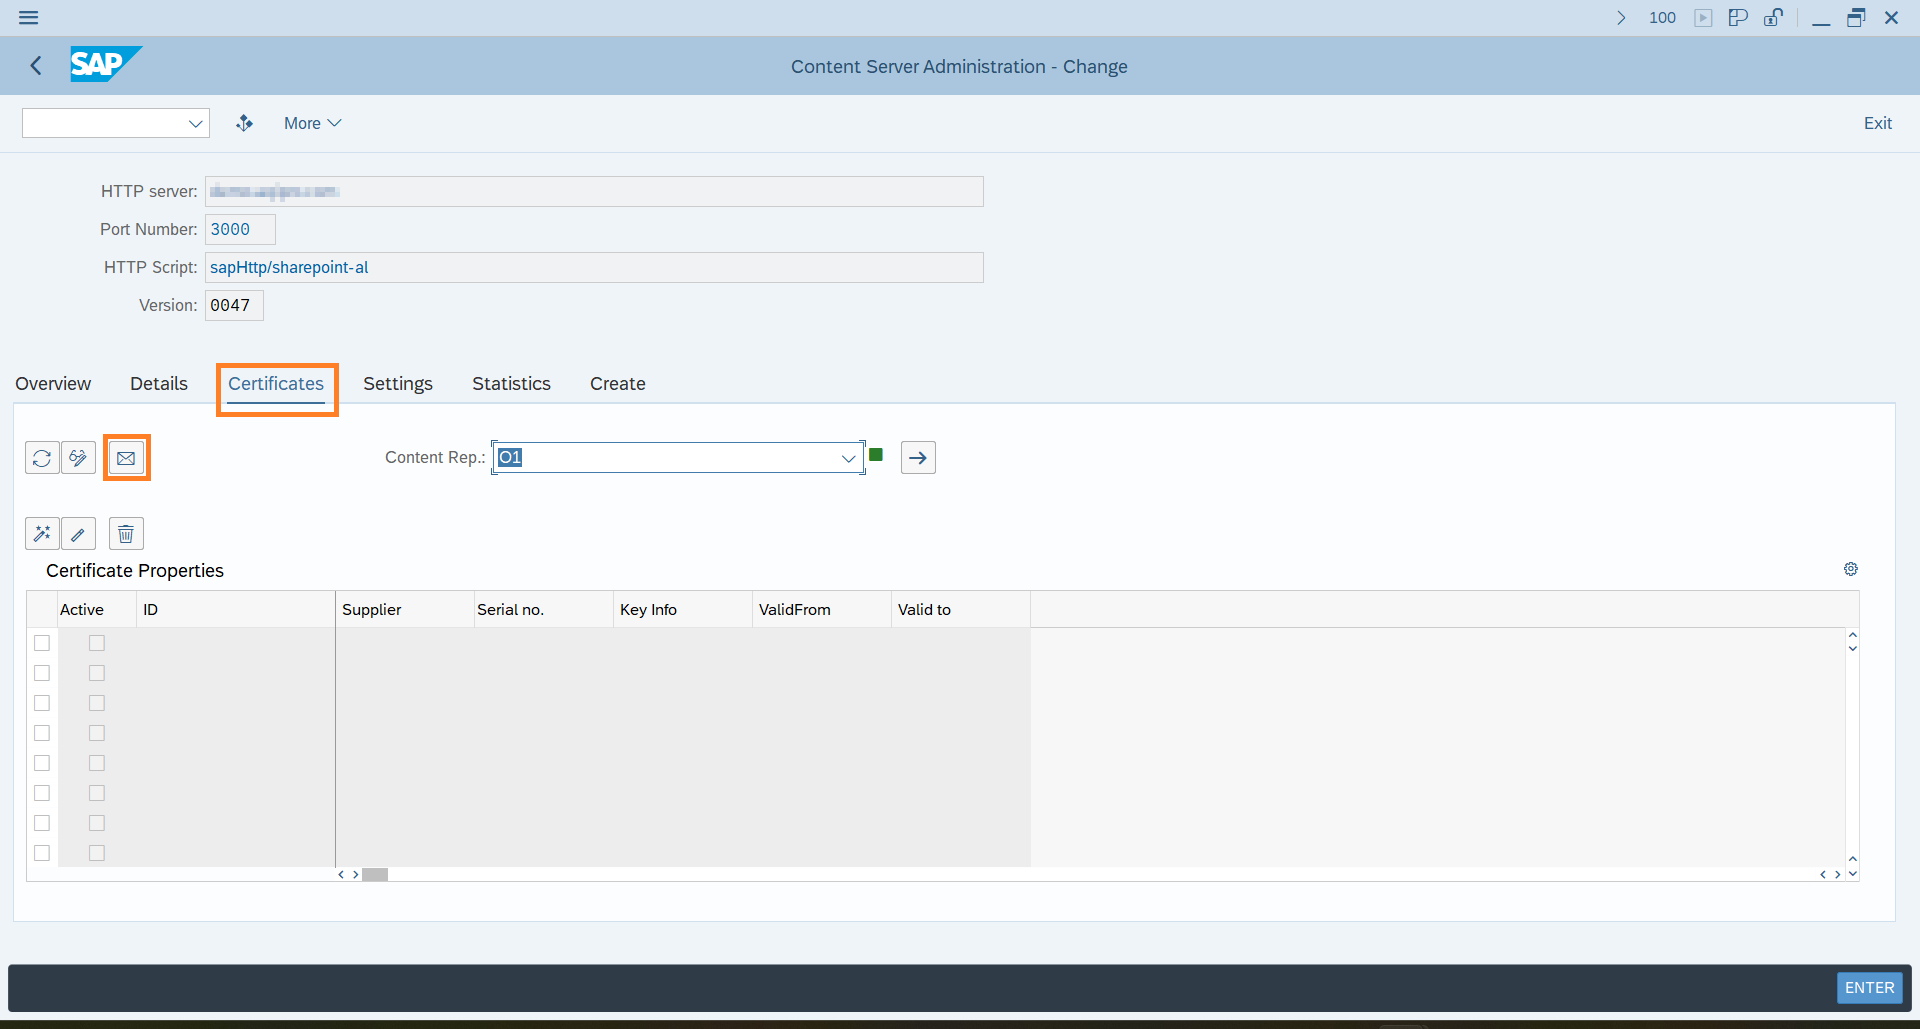 100
SAP
Content Server Administration - Change
More
Exit
HTTP server:
Port Number: 3000
HTTP Script: sapHttp/sharepoint-al
Version: 0047
Overview Details Certificates Settings Statistics Create
Content Rep.: O1
Certificate Properties
Active ID Supplier Serial no. Key Info ValidFrom Valid to
ENTER